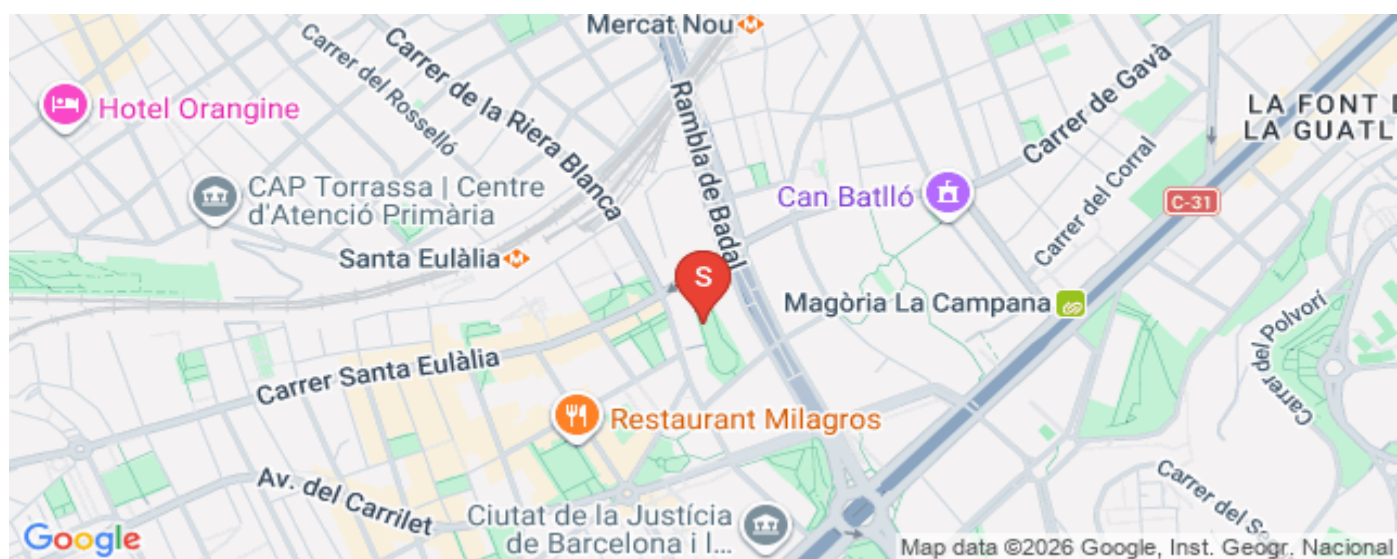 Mercat Nou
Carrer de la Riera Blanca
Carrer del Rosselló
Rambla de Badal
Carrer de Gavà
LA FONT
LA GUATL
Hotel Orangine
Carrer del Corral
CAP Torrassa | Centre
d'Atenció Primària
Can Batlló
C-31
Santa Eulàlia
S
Magòria La Campana
Carrer del Polvorí
Carrer Santa Eulàlia
Restaurant Milagros
Av. del Carrilet
Carrer del Se
Ciutat de la Justícia
de Barcelona i l...
Google
Map data ©2026 Google, Inst. Geogr. Nacional